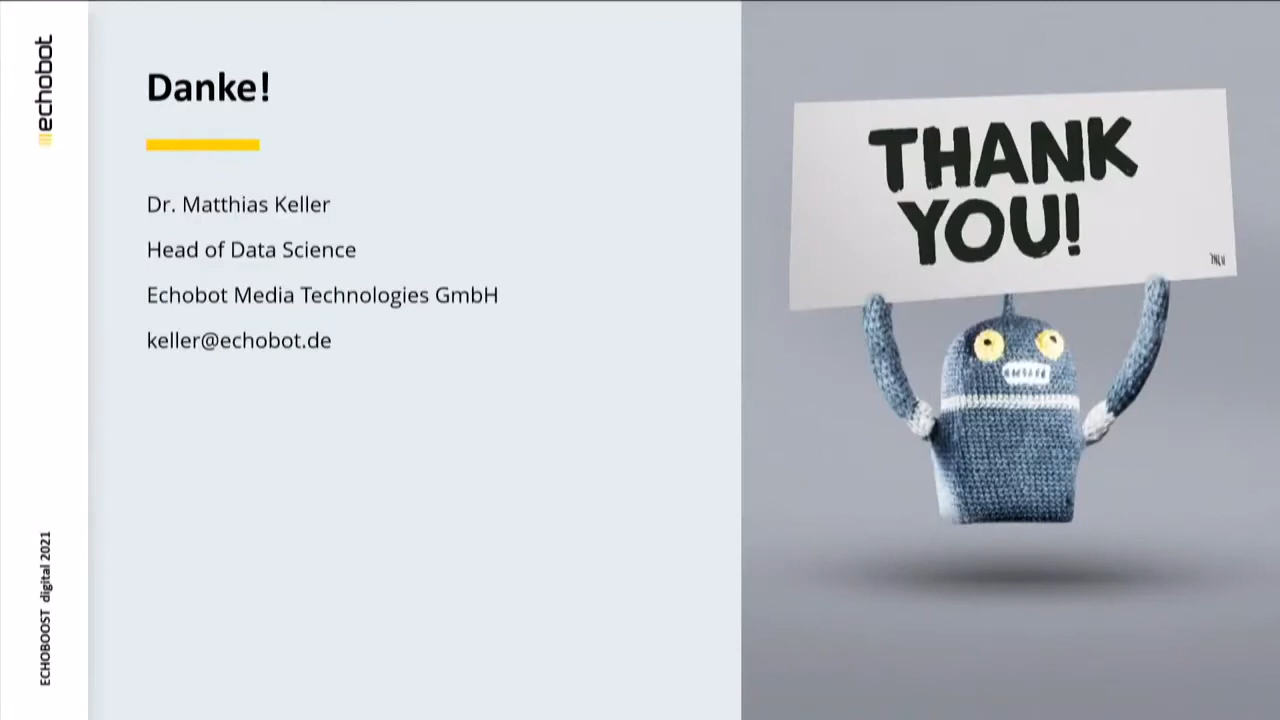 echobot
Danke!
Dr. Matthias Keller
Head of Data Science
Echobot Media Technologies GmbH
keller@echobot.de
ECHOBOOST digital 2021
THANK
YOU!